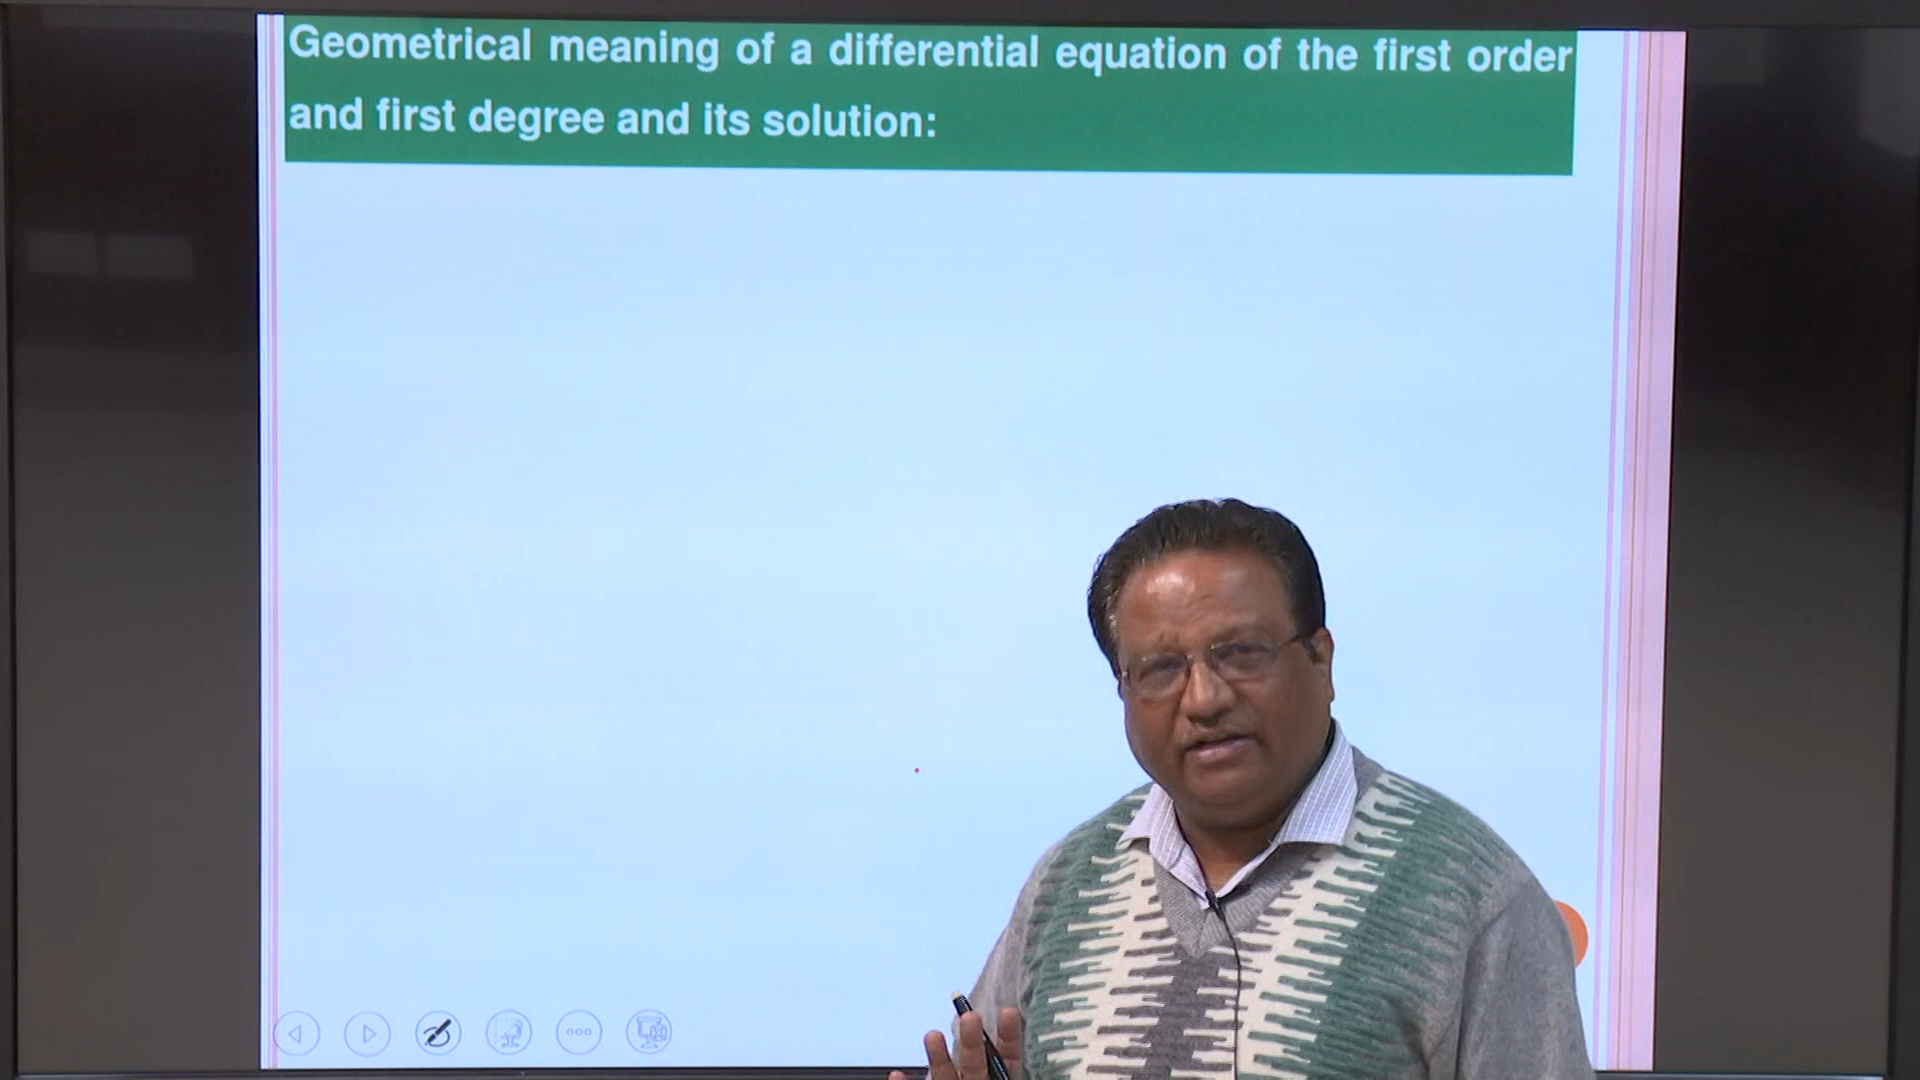 Geometrical meaning of a differential equation of the first order
and first degree and its solution: